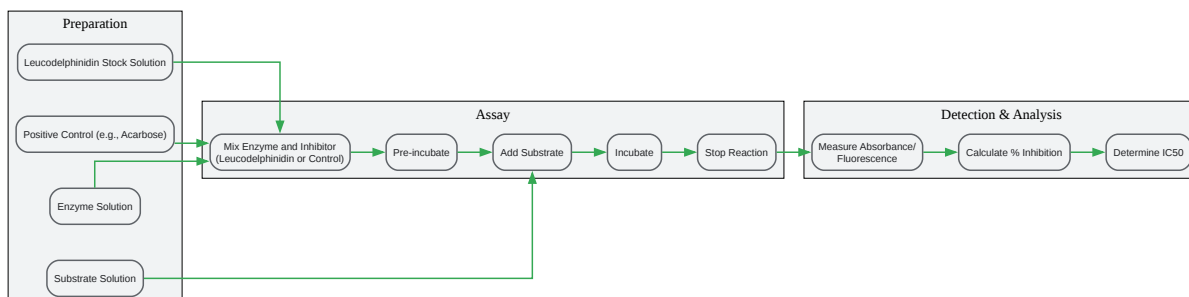 Preparation
Leucodelphinidin Stock Solution
Positive Control (e.g., Acarbose)
Enzyme Solution
Substrate Solution
Assay
Mix Enzyme and Inhibitor
(Leucodelphinidin or Control)
Pre-incubate
Add Substrate
Incubate
Stop Reaction
Detection & Analysis
Measure Absorbance/
Fluorescence
Calculate % Inhibition
Determine IC50